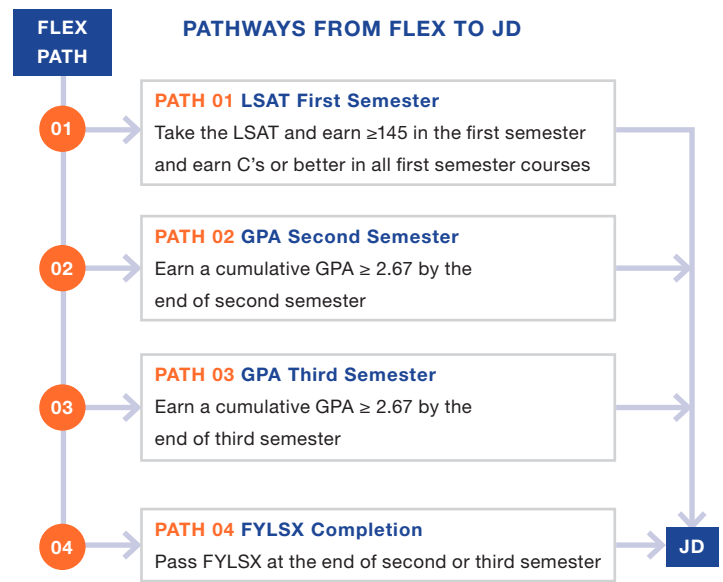 FLEX
PATH
PATHWAYS FROM FLEX TO JD
01
PATH 01 LSAT First Semester
Take the LSAT and earn ≥145 in the first semester
and earn C's or better in all first semester courses
02
PATH 02 GPA Second Semester
Earn a cumulative GPA ≥ 2.67 by the
end of second semester
03
PATH 03 GPA Third Semester
Earn a cumulative GPA ≥ 2.67 by the
end of third semester
04
PATH 04 FYLSX Completion
Pass FYLSX at the end of second or third semester
JD